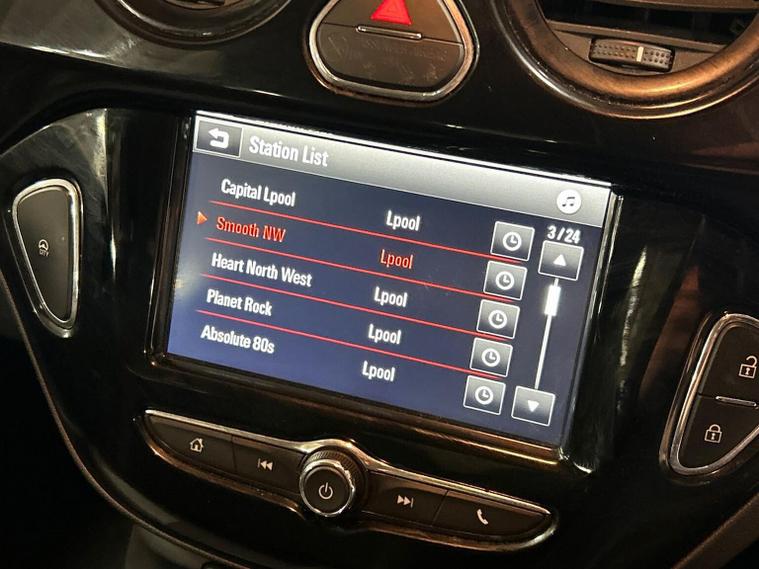 Station List
Capital Lpool Lpool
3/24
Smooth NW Lpool
Heart North West Lpool
Planet Rock Lpool
Absolute 80s Lpool
CITY